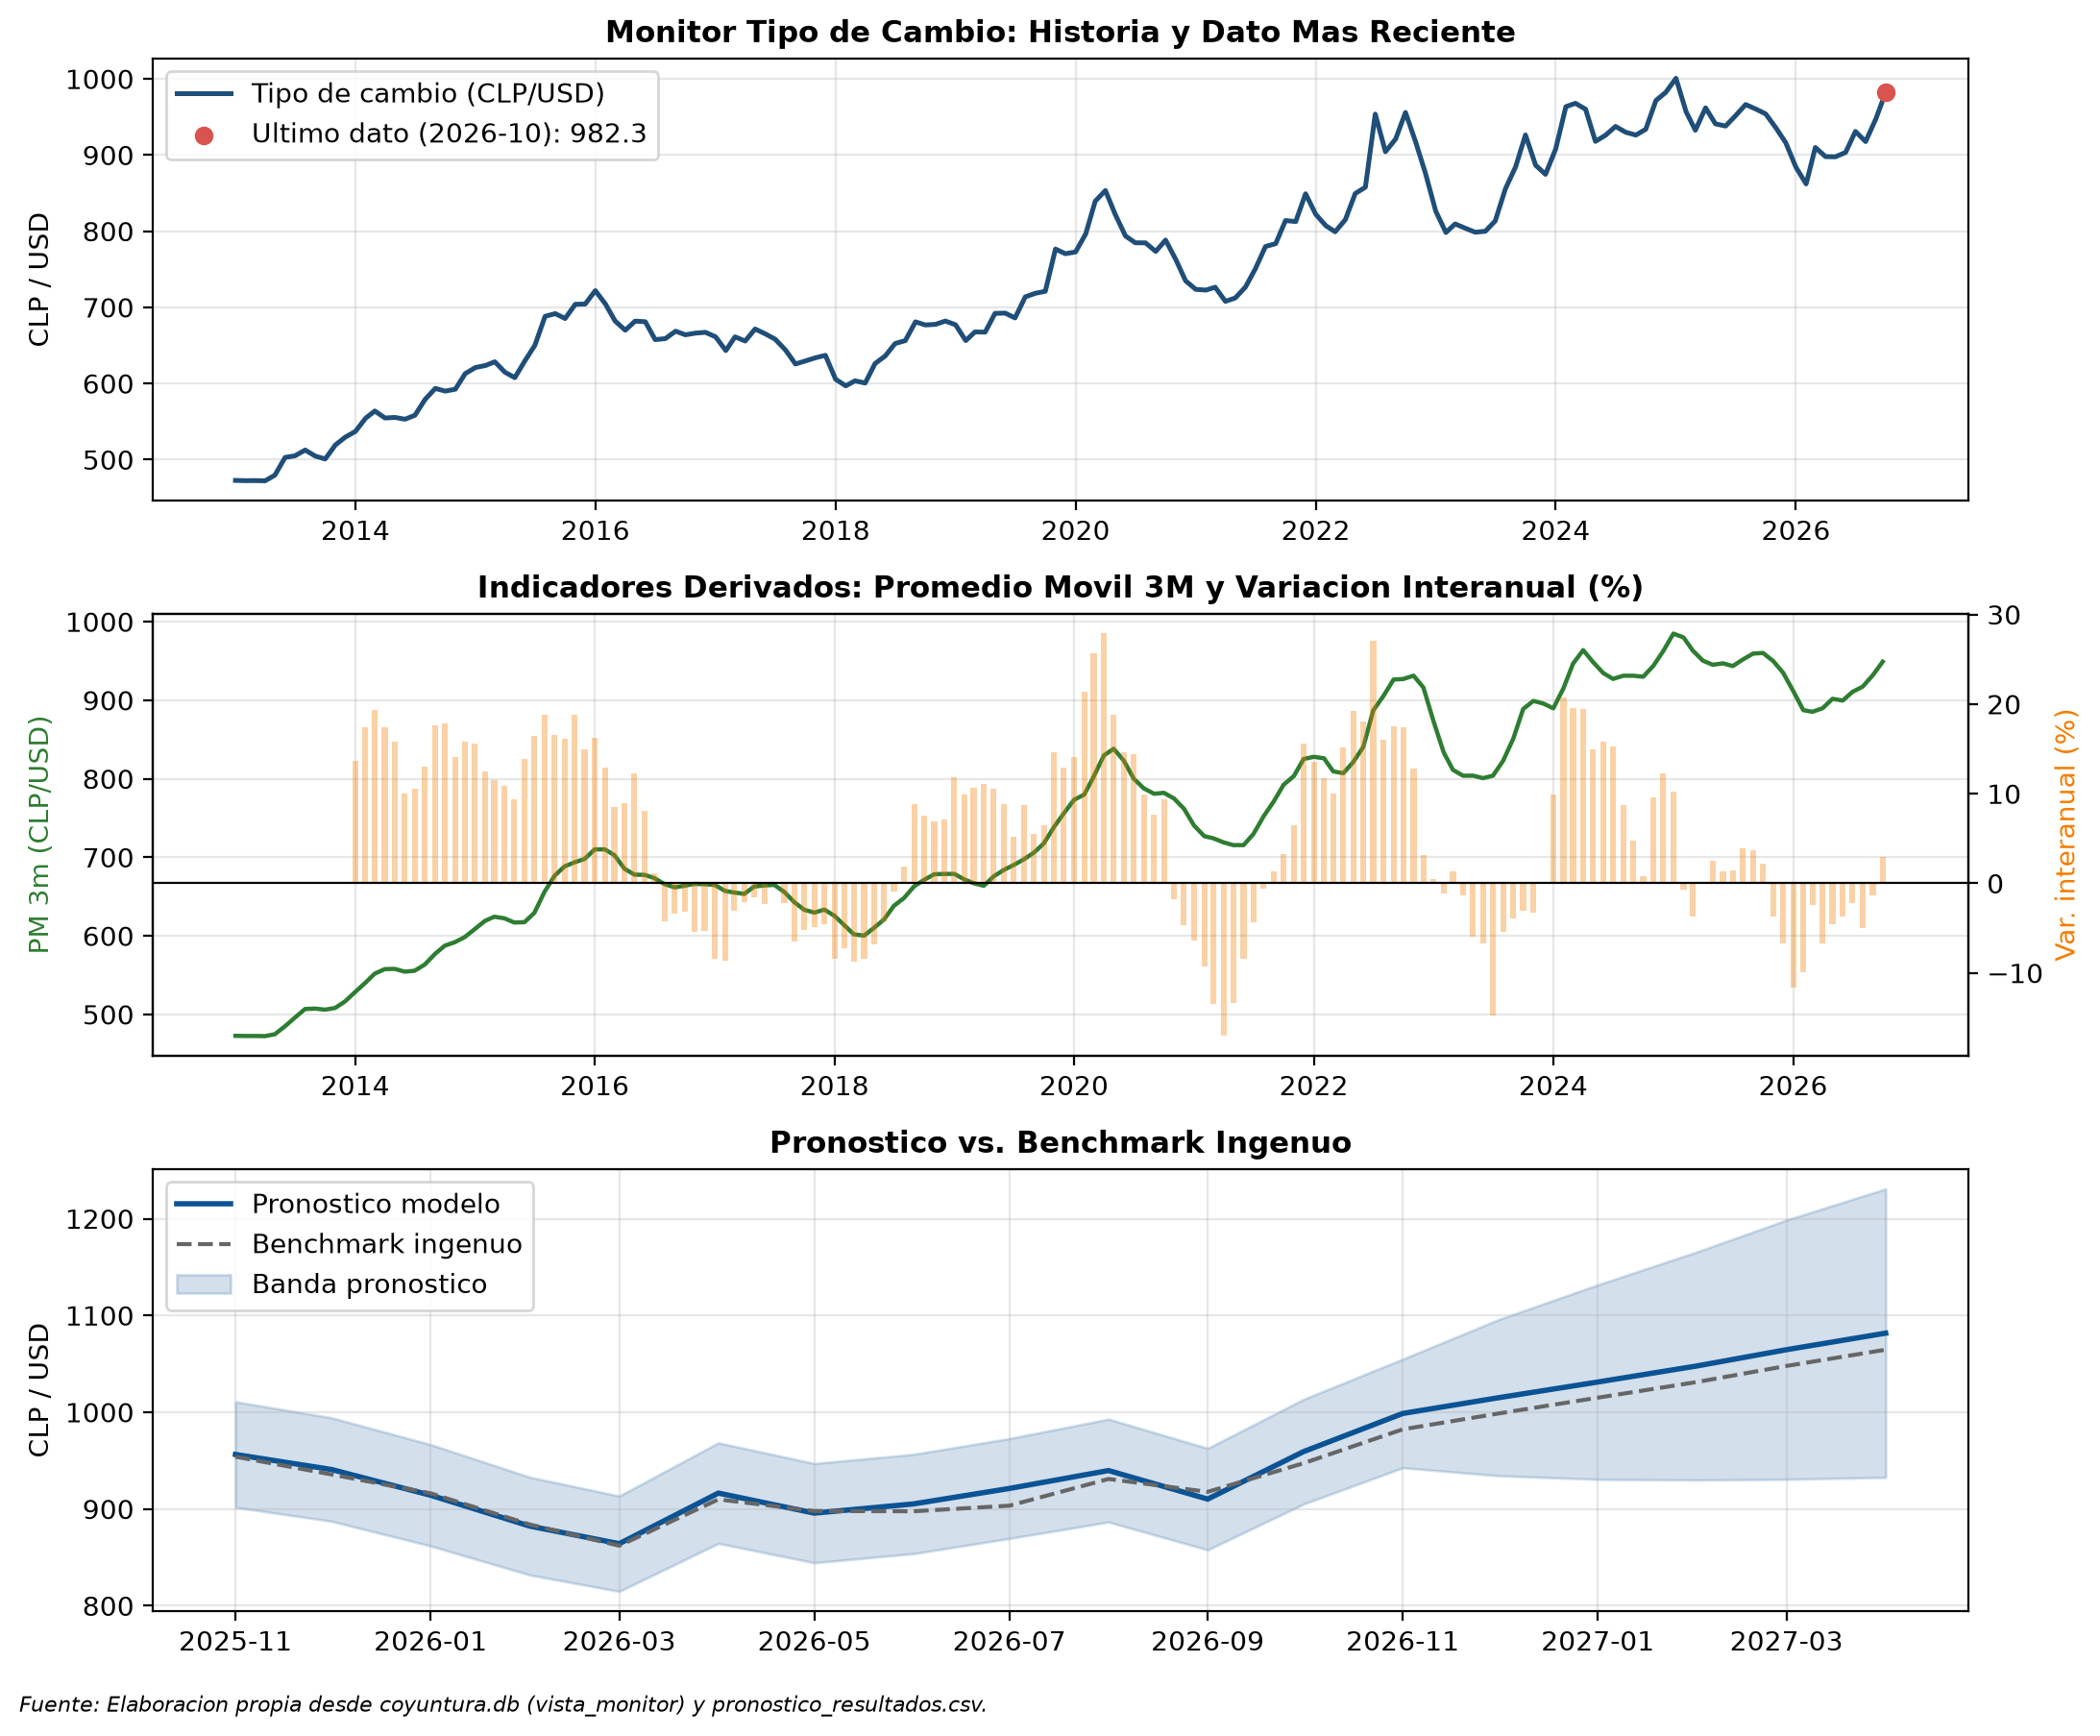 Monitor Tipo de Cambio: Historia y Dato Mas Reciente
Tipo de cambio (CLP/USD)
Ultimo dato (2026-10): 982.3
CLP / USD
1000
900
800
700
600
500
2014 2016 2018 2020 2022 2024 2026
Indicadores Derivados: Promedio Movil 3M y Variacion Interanual (%)
PM 3m (CLP/USD)
1000
900
800
700
600
500
30
20
10
0
−10
Var. interanual (%)
2014 2016 2018 2020 2022 2024 2026
Pronostico vs. Benchmark Ingenuo
Pronostico modelo
Benchmark ingenuo
Banda pronostico
CLP / USD
1200
1100
1000
900
800
2025-11 2026-01 2026-03 2026-05 2026-07 2026-09 2026-11 2027-01 2027-03
Fuente: Elaboracion propia desde coyuntura.db (vista_monitor) y pronostico_resultados.csv.